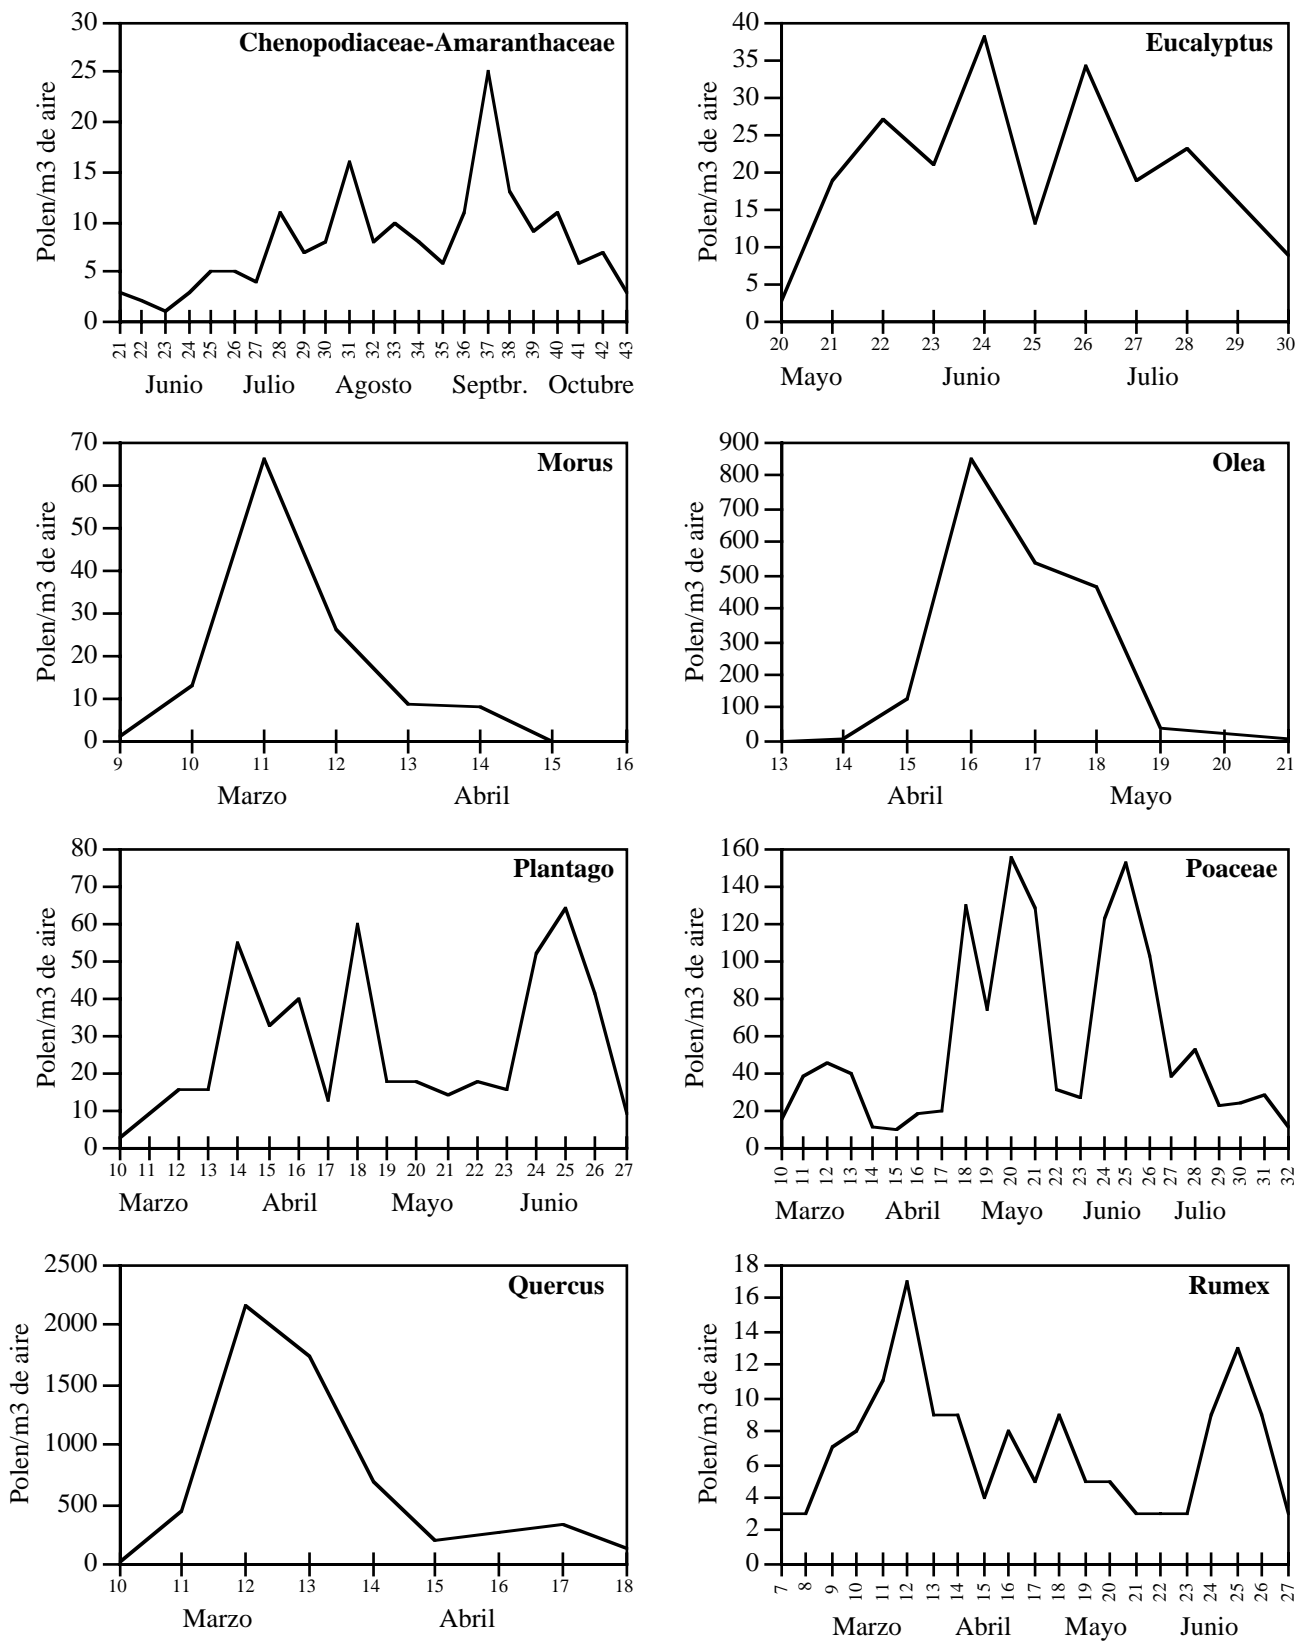 Chenopodiaceae-Amaranthaceae
Polen/m3 de aire
30
25
20
15
10
5
0
21 22 23 24 25 26 27 28 29 30 31 32 33 34 35 36 37 38 39 40 41 42 43
Junio Julio Agosto Septbr. Octubre
Eucalyptus
Polen/m3 de aire
40
35
30
25
20
15
10
5
0
20 21 22 23 24 25 26 27 28 29 30
Mayo Junio Julio
Morus
Polen/m3 de aire
70
60
50
40
30
20
10
0
9 10 11 12 13 14 15 16
Marzo Abril
Olea
Polen/m3 de aire
900
800
700
600
500
400
300
200
100
0
13 14 15 16 17 18 19 20 21
Abril Mayo
Plantago
Polen/m3 de aire
80
70
60
50
40
30
20
10
0
10 11 12 13 14 15 16 17 18 19 20 21 22 23 24 25 26 27
Marzo Abril Mayo Junio
Poaceae
Polen/m3 de aire
160
140
120
100
80
60
40
20
0
10 11 12 13 14 15 16 17 18 19 20 21 22 23 24 25 26 27 28 29 30 31 32
Marzo Abril Mayo Junio Julio
Quercus
Polen/m3 de aire
2500
2000
1500
1000
500
0
10 11 12 13 14 15 16 17 18
Marzo Abril
Rumex
Polen/m3 de aire
18
16
14
12
10
8
6
4
2
0
7 8 9 10 11 12 13 14 15 16 17 18 19 20 21 22 23 24 25 26 27
Marzo Abril Mayo Junio